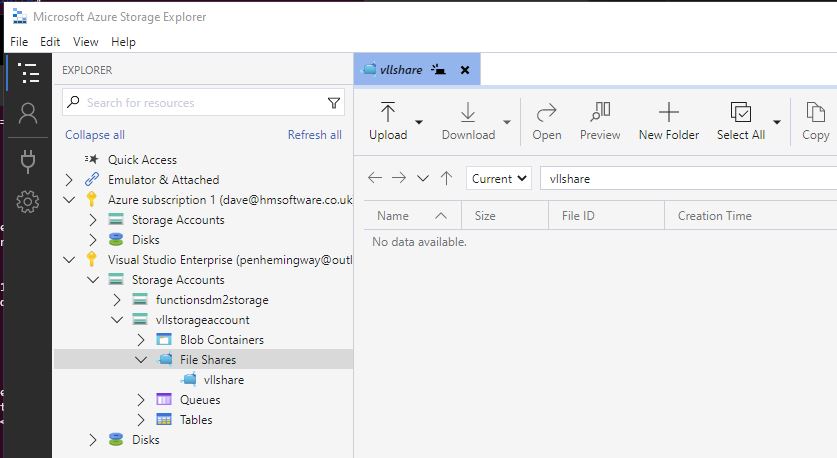 Microsoft Azure Storage Explorer
File Edit View Help
EXPLORER
Search for resources
Collapse all Refresh all
Quick Access
Emulator & Attached
Azure subscription 1 (dave@hmsoftware.co.uk
Storage Accounts
Disks
Visual Studio Enterprise (penhemingway@outl
Storage Accounts
functionsdm2storage
vllstorageaccount
Blob Containers
File Shares
vllshare
Queues
Tables
Disks
vllshare
Upload Download Open Preview New Folder Select All Copy
Current vllshare
Name Size File ID Creation Time
No data available.